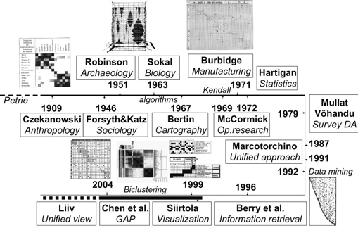 Robinson
Archaeology
1951
Sokal
Biology
1963
Burbidge
Manufacturing
Kendall 1971
Hartigan
Statistics
Petrie
algorithms
1909
1946
1967
1969 1972
1979
Czekanowski
Anthropology
Forsyth&Katz
Sociology
Bertin
Cartography
McCormick
Op.research
Mullat
Võhandu
Survey DA
Marcotorchino
Unified approach
1987
1991
1992
Data mining
2004
Biclustering
1999
1996
Liiv
Unified view
Chen et al.
GAP
Siirtola
Visualization
Berry et al.
Information retrieval